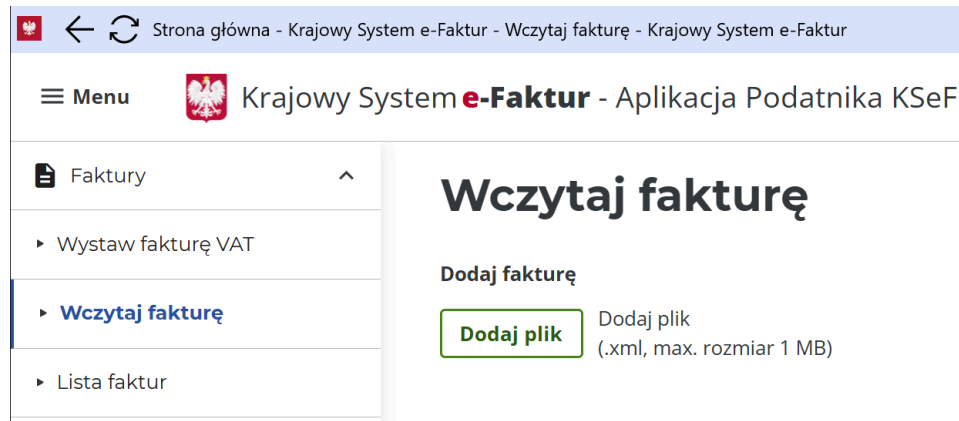 Strona główna - Krajowy System e-Faktur - Wczytaj fakturę - Krajowy System e-Faktur
Menu
Krajowy System e-Faktur - Aplikacja Podatnika KSeF
Faktury
Wystaw fakturę VAT
Wczytaj fakturę
Lista faktur
Wczytaj fakturę
Dodaj fakturę
Dodaj plik
Dodaj plik
(.xml, max. rozmiar 1 MB)